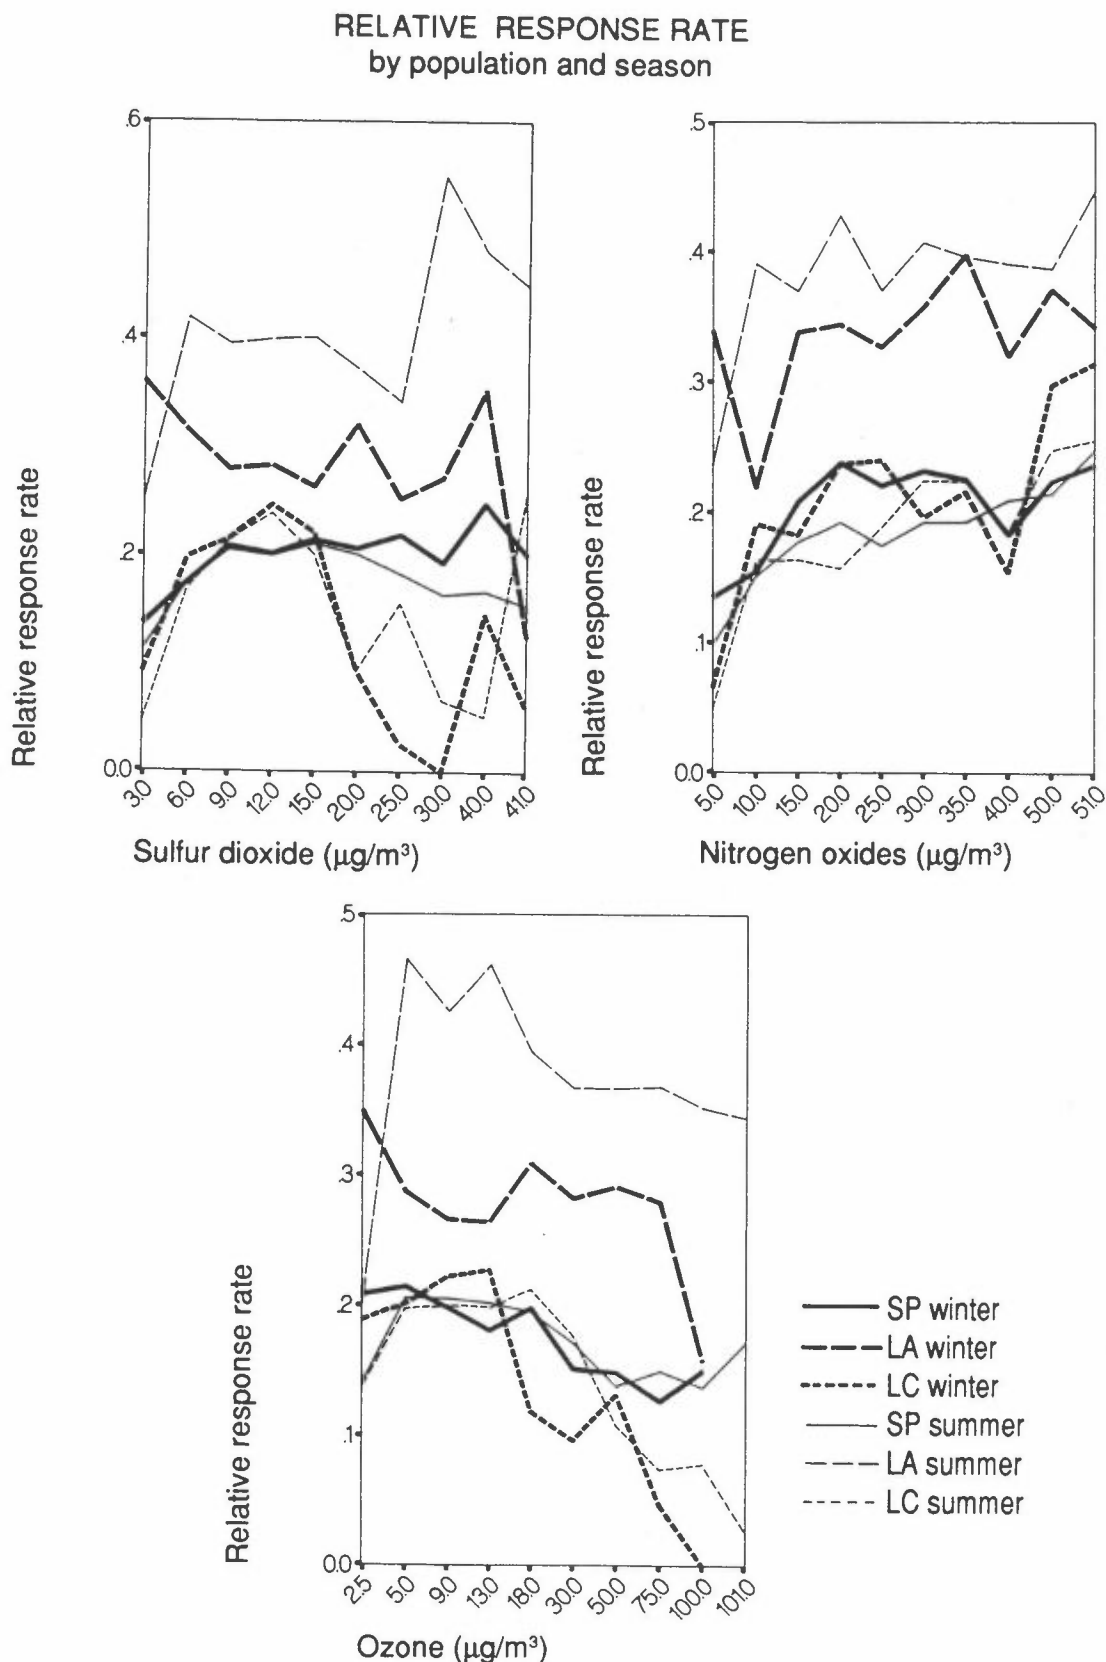 RELATIVE RESPONSE RATE
by population and season
.6
.4
.2
0.0
Relative response rate
3.0 6.0 9.0 12.0 15.0 20.0 25.0 30.0 40.0 41.0
Sulfur dioxide (µg/m³)
.5
.4
.3
.2
.1
0.0
Relative response rate
5.0 10.0 15.0 20.0 25.0 30.0 35.0 40.0 50.0 51.0
Nitrogen oxides (µg/m³)
.5
.4
.3
.2
.1
0.0
Relative response rate
2.5 5.0 9.0 13.0 18.0 30.0 50.0 75.0 100.0 101.0
Ozone (µg/m³)
SP winter
LA winter
LC winter
SP summer
LA summer
LC summer